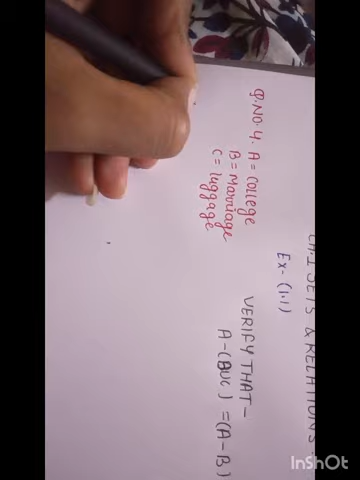 CH.1 SETS & RELATIONS
Ex- (1.1)
Q.NO.4. A = College
B = Marriage
C = Luggage
VERIFY THAT -
A-(BUC) = (A-B)
InShOt